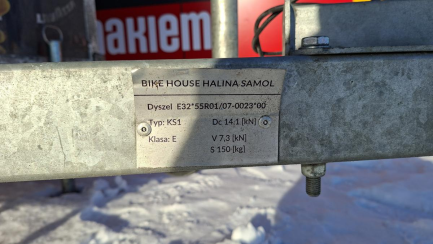 makiem
BIKE HOUSE HALINA SAMOL
Dyszel E32*55R01/07-0023*00
Typ: KS1 Dc 14,1 [kN]
Klasa: E V 7,3 [kN]
S 150 [kg]